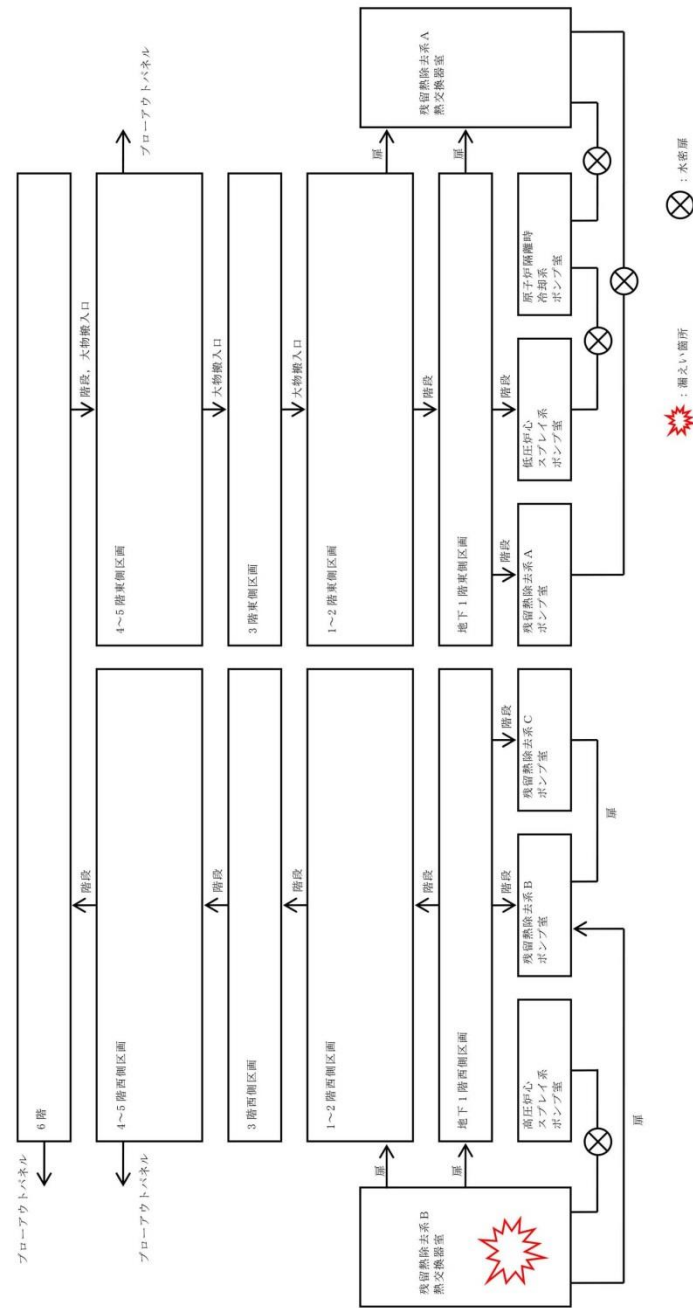 ブローアウトパネル
6階
階段
階段，大物搬入口
ブローアウトパネル
4～5階西側区画
4～5階東側区画
ブローアウトパネル
階段
大物搬入口
3階西側区画
3階東側区画
階段
大物搬入口
1～2階西側区画
1～2階東側区画
残留熱除去系B
熱交換器室
扉
扉
残留熱除去系A
熱交換器室
階段
階段
地下1階西側区画
地下1階東側区画
扉
扉
階段
階段
階段
階段
高圧炉心
スプレイ系
ポンプ室
残留熱除去系B
ポンプ室
残留熱除去系C
ポンプ室
残留熱除去系A
ポンプ室
低圧炉心
スプレイ系
ポンプ室
原子炉隔離時
冷却系
ポンプ室
扉
扉
：漏えい箇所
：水密扉